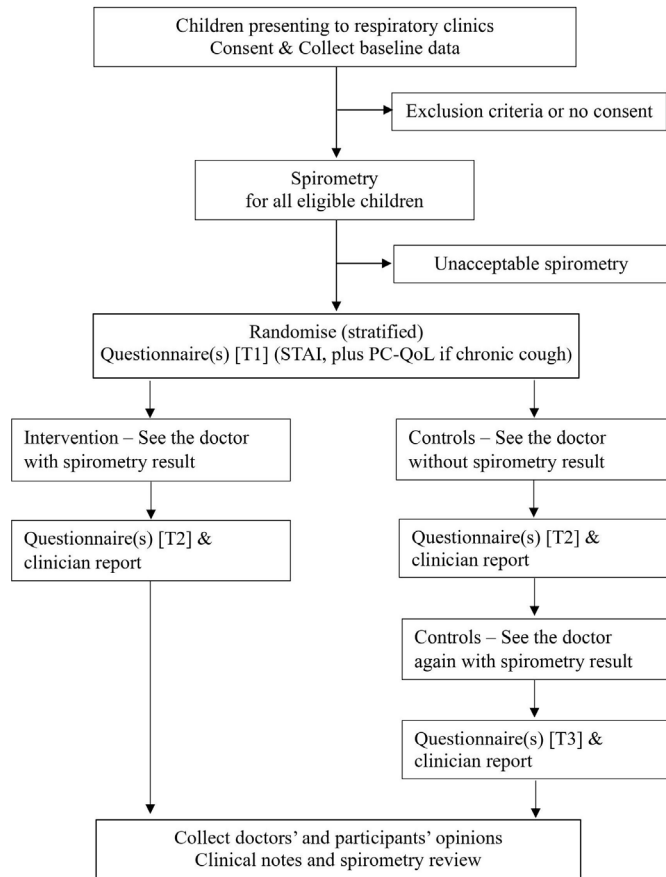 Children presenting to respiratory clinics
Consent & Collect baseline data
Exclusion criteria or no consent
Spirometry
for all eligible children
Unacceptable spirometry
Randomise (stratified)
Questionnaire(s) [T1] (STAI, plus PC-QoL if chronic cough)
Intervention – See the doctor
with spirometry result
Controls – See the doctor
without spirometry result
Questionnaire(s) [T2] &
clinician report
Questionnaire(s) [T2] &
clinician report
Controls – See the doctor
again with spirometry result
Questionnaire(s) [T3] &
clinician report
Collect doctors’ and participants’ opinions
Clinical notes and spirometry review